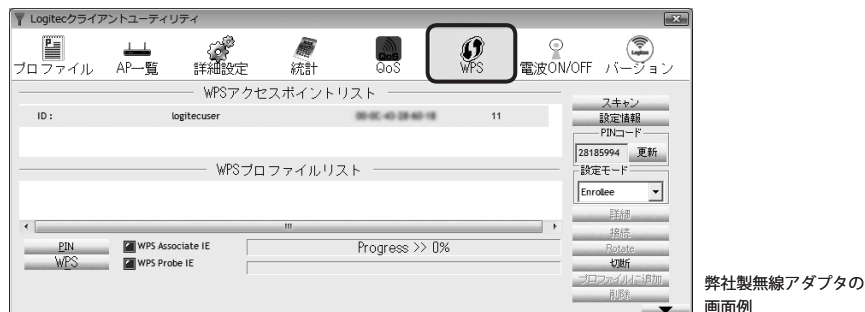 Logitecクライアントユーティリティ
プロファイル AP一覧 詳細設定 統計 QoS WPS 電波ON/OFF バージョン
WPSアクセスポイントリスト
ID : logitecuser 11
WPSプロファイルリスト
スキャン
設定情報
PINコード
28185994 更新
設定モード
Enrollee
詳細
接続
Rotate
切断
プロファイルに追加
削除
PIN WPS Associate IE Progress >> 0%
WPS WPS Probe IE
弊社製無線アダプタの
画面例